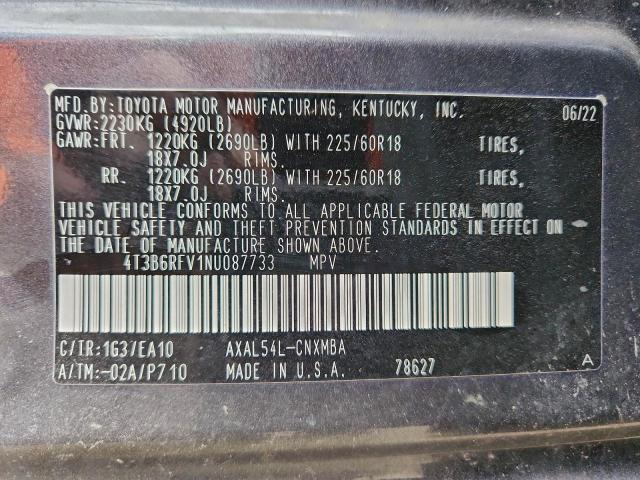 MFD.BY:TOYOTA MOTOR MANUFACTURING, KENTUCKY, INC. 06/22
GVWR:2230KG (4920LB)
GAWR:FRT. 1220KG (2690LB) WITH 225/60R18 TIRES,
18X7.0J RIMS.
RR. 1220KG (2690LB) WITH 225/60R18 TIRES,
18X7.0J RIMS.
THIS VEHICLE CONFORMS TO ALL APPLICABLE FEDERAL MOTOR
VEHICLE SAFETY AND THEFT PREVENTION STANDARDS IN EFFECT ON
THE DATE OF MANUFACTURE SHOWN ABOVE.
4T3B6RFV1NU087733 MPV
C/TR:1G3/EA10 AXAL54L-CNXMBA
A/TM:-02A/P710 MADE IN U.S.A. 78627 A